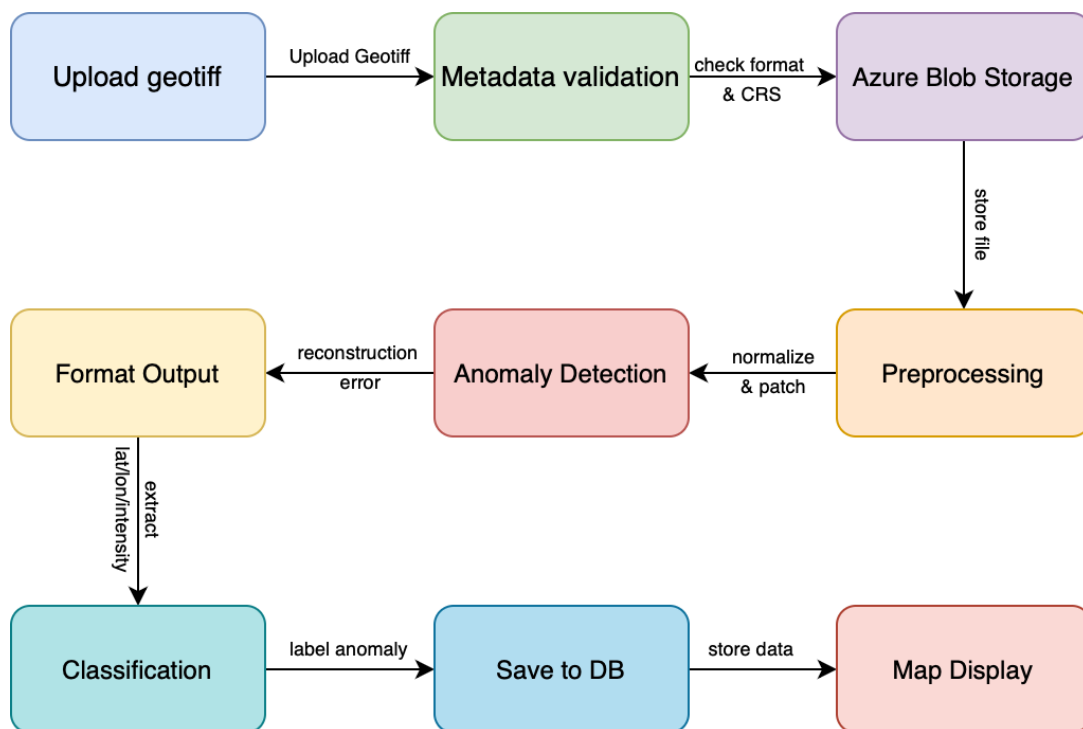 Upload geotiff
Upload Geotiff
Metadata validation
check format
& CRS
Azure Blob Storage
store file
Preprocessing
normalize
& patch
Anomaly Detection
reconstruction
error
Format Output
extract
lat/lon/intensity
Classification
label anomaly
Save to DB
store data
Map Display